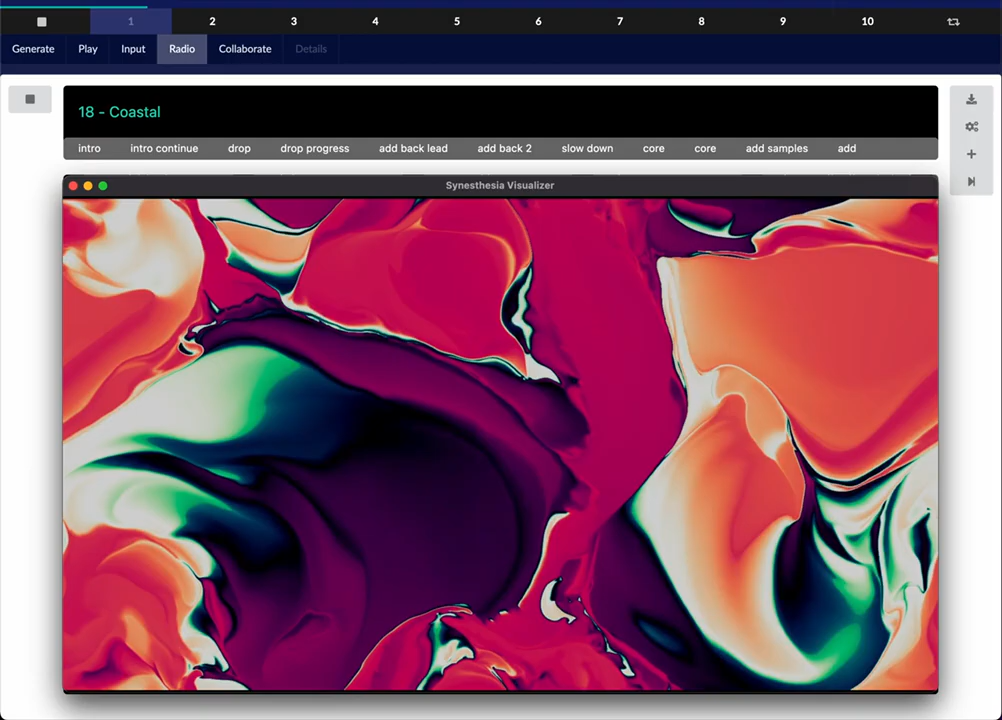 1 2 3 4 5 6 7 8 9 10
Generate Play Input Radio Collaborate Details
18 - Coastal
intro intro continue drop drop progress add back lead add back 2 slow down core core add samples add
Synesthesia Visualizer